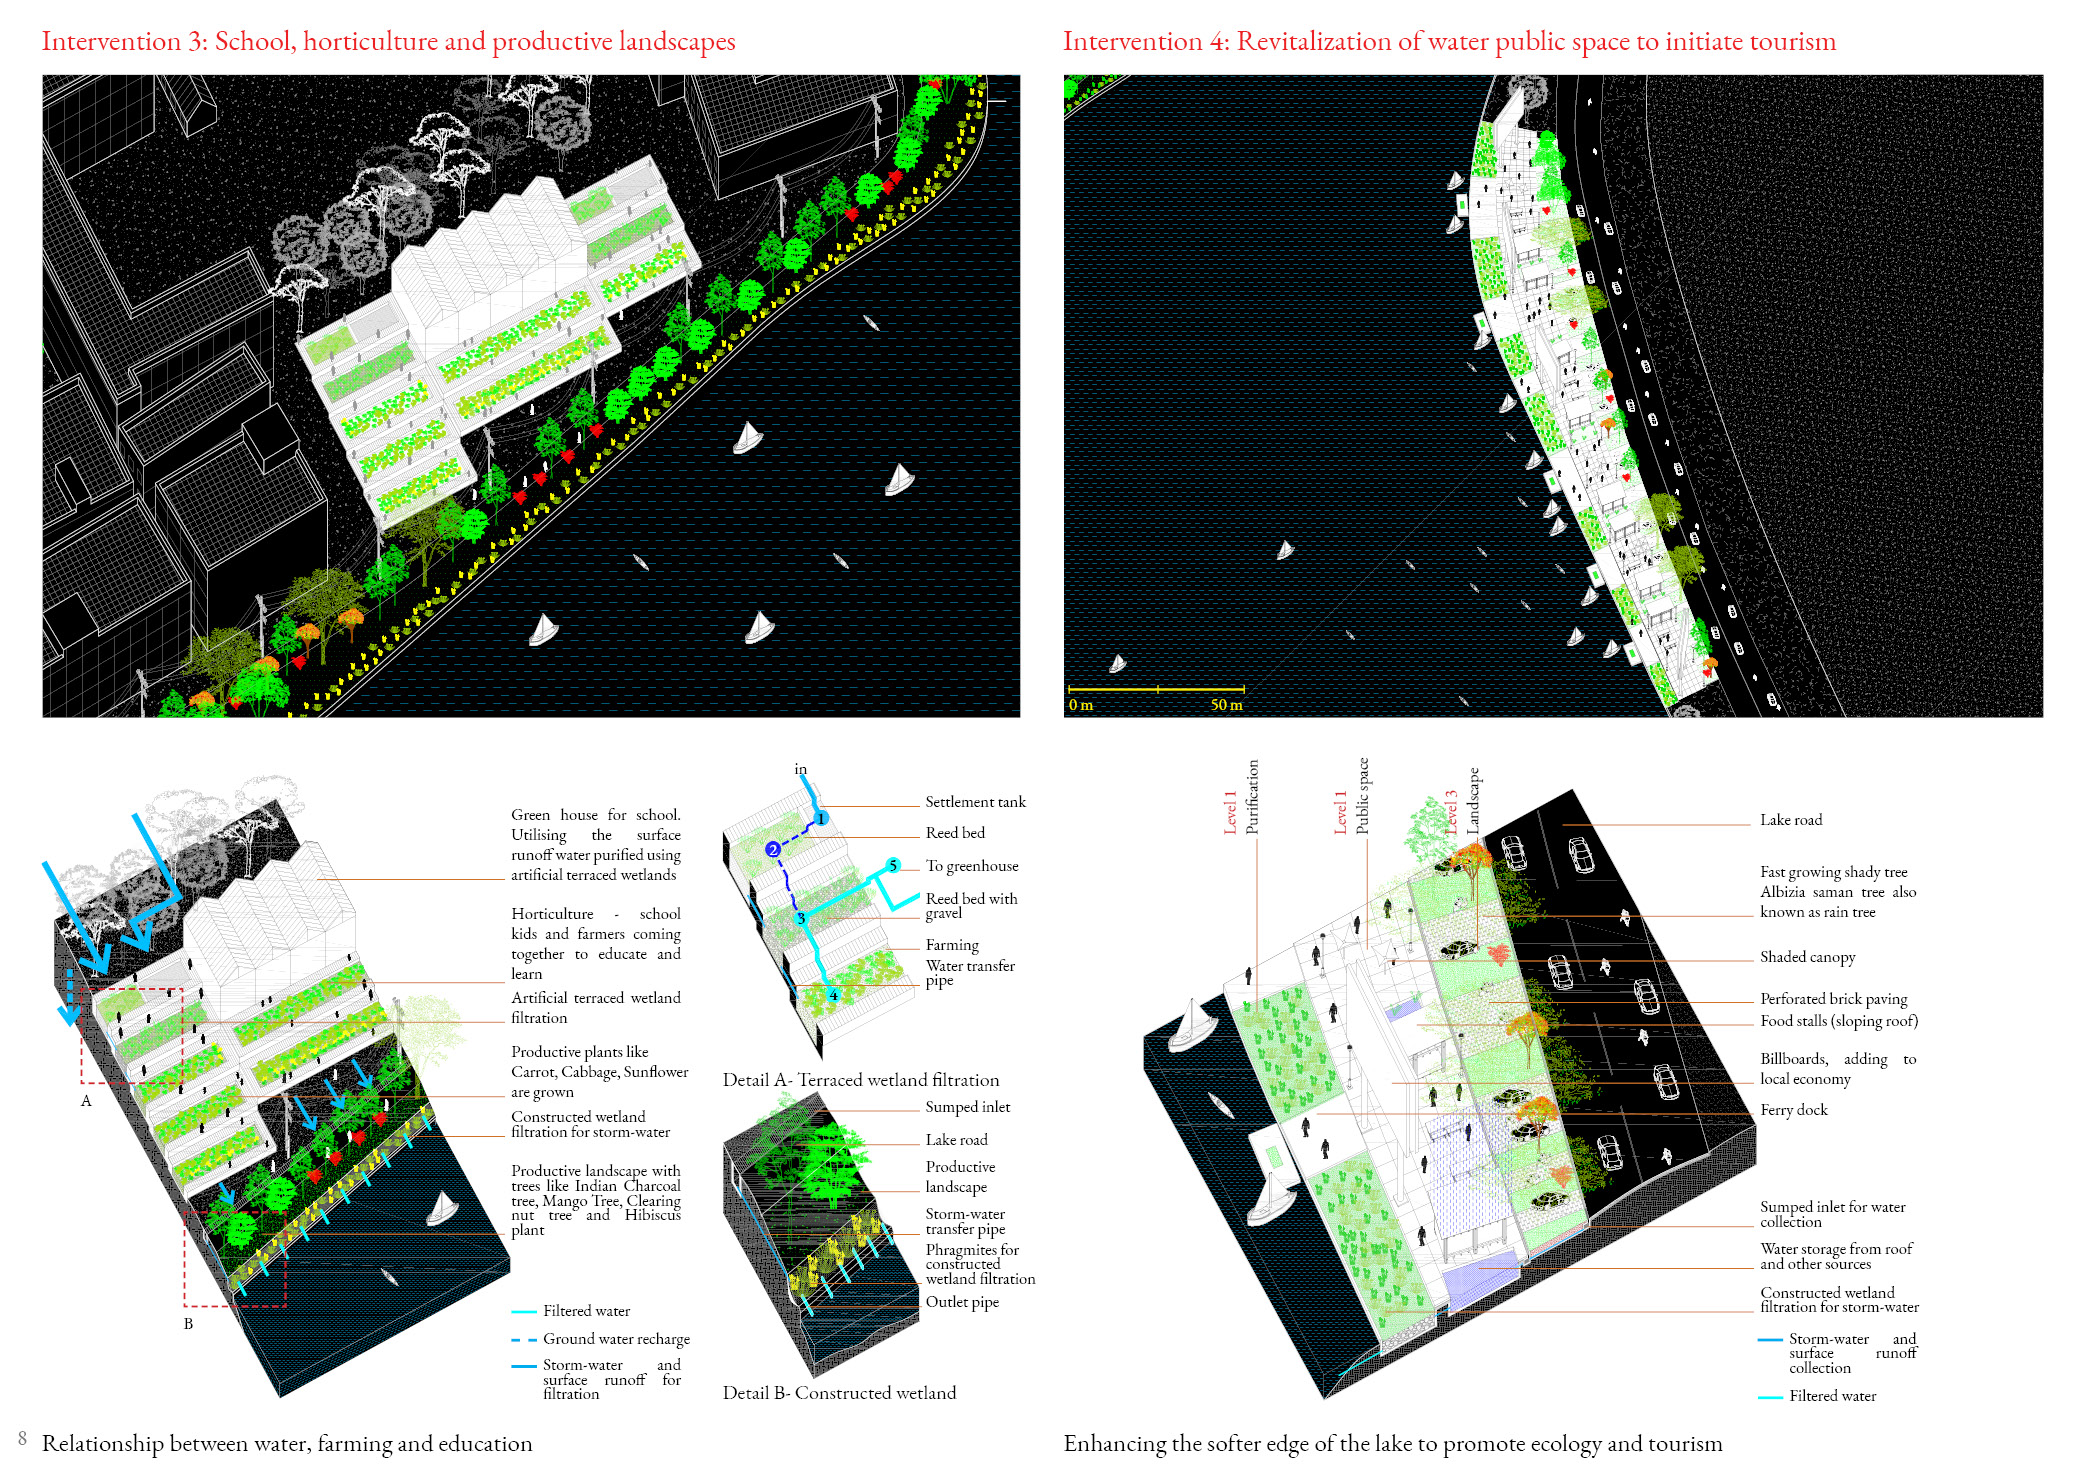 Intervention 3: School, horticulture and productive landscapes
Intervention 4: Revitalization of water public space to initiate tourism
0 m
50 m
Green house for school.
Utilising the surface
runoff water purified using
artificial terraced wetlands
Horticulture - school
kids and farmers coming
together to educate and
learn
Artificial terraced wetland
filtration
Productive plants like
Carrot, Cabbage, Sunflower
are grown
Constructed wetland
filtration for storm-water
Productive landscape with
trees like Indian Charcoal
tree, Mango Tree, Clearing
nut tree and Hibiscus
plant
A
B
Filtered water
Ground water recharge
Storm-water and
surface runoff for
filtration
in
1
2
3
4
5
Settlement tank
Reed bed
To greenhouse
Reed bed with
gravel
Farming
Water transfer
pipe
Detail A- Terraced wetland filtration
Sumped inlet
Lake road
Productive
landscape
Storm-water
transfer pipe
Phragmites for
constructed
wetland filtration
Outlet pipe
Detail B- Constructed wetland
Level 1
Purification
Level 1
Public space
Level 3
Landscape
Lake road
Fast growing shady tree
Albizia saman tree also
known as rain tree
Shaded canopy
Perforated brick paving
Food stalls (sloping roof)
Billboards, adding to
local economy
Ferry dock
Sumped inlet for water
collection
Water storage from roof
and other sources
Constructed wetland
filtration for storm-water
Storm-water and
surface runoff
collection
Filtered water
8
Relationship between water, farming and education
Enhancing the softer edge of the lake to promote ecology and tourism